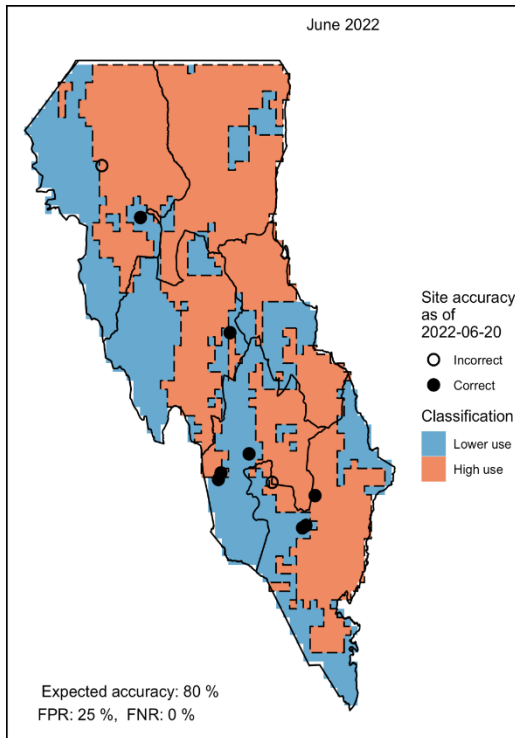 June 2022
Site accuracy
as of
2022-06-20
Incorrect
Correct
Classification
Lower use
High use
Expected accuracy: 80 %
FPR: 25 %, FNR: 0 %